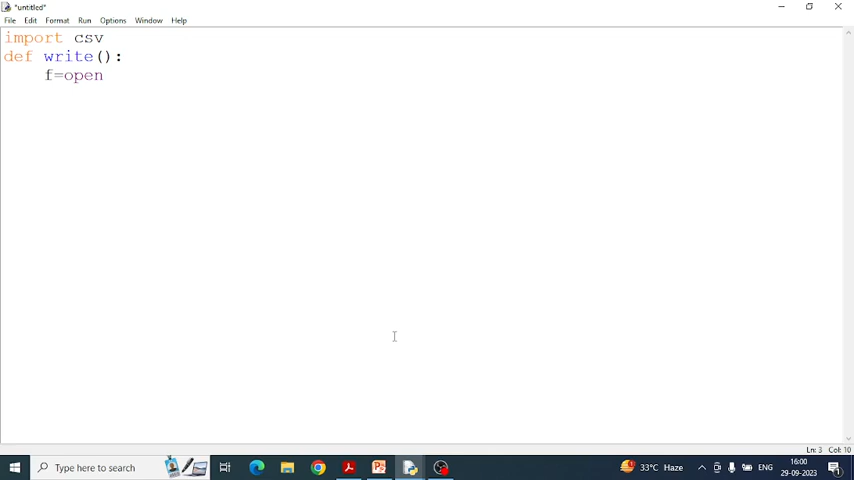 *untitled*
File Edit Format Run Options Window Help
import csv
def write():
    f=open
Ln: 3 Col: 10
Type here to search
33°C Haze
ENG
16:00
29-09-2023
1